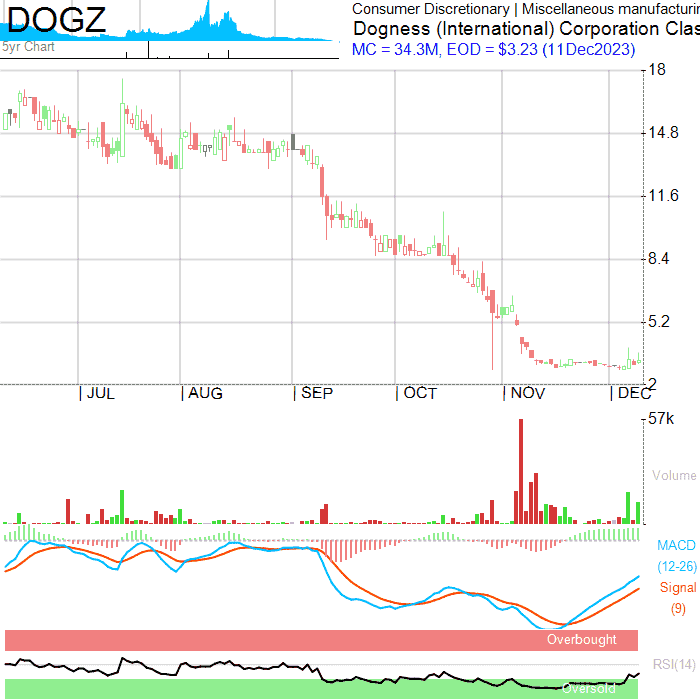 DOGZ
5yr Chart
Consumer Discretionary | Miscellaneous manufacturin
Dogness (International) Corporation Clas
MC = 34.3M, EOD = $3.23 (11Dec2023)
18
14.8
11.6
8.4
5.2
2
JUL
AUG
SEP
OCT
NOV
DEC
57k
Volume
MACD
(12-26)
Signal
(9)
Overbought
RSI(14)
Oversold